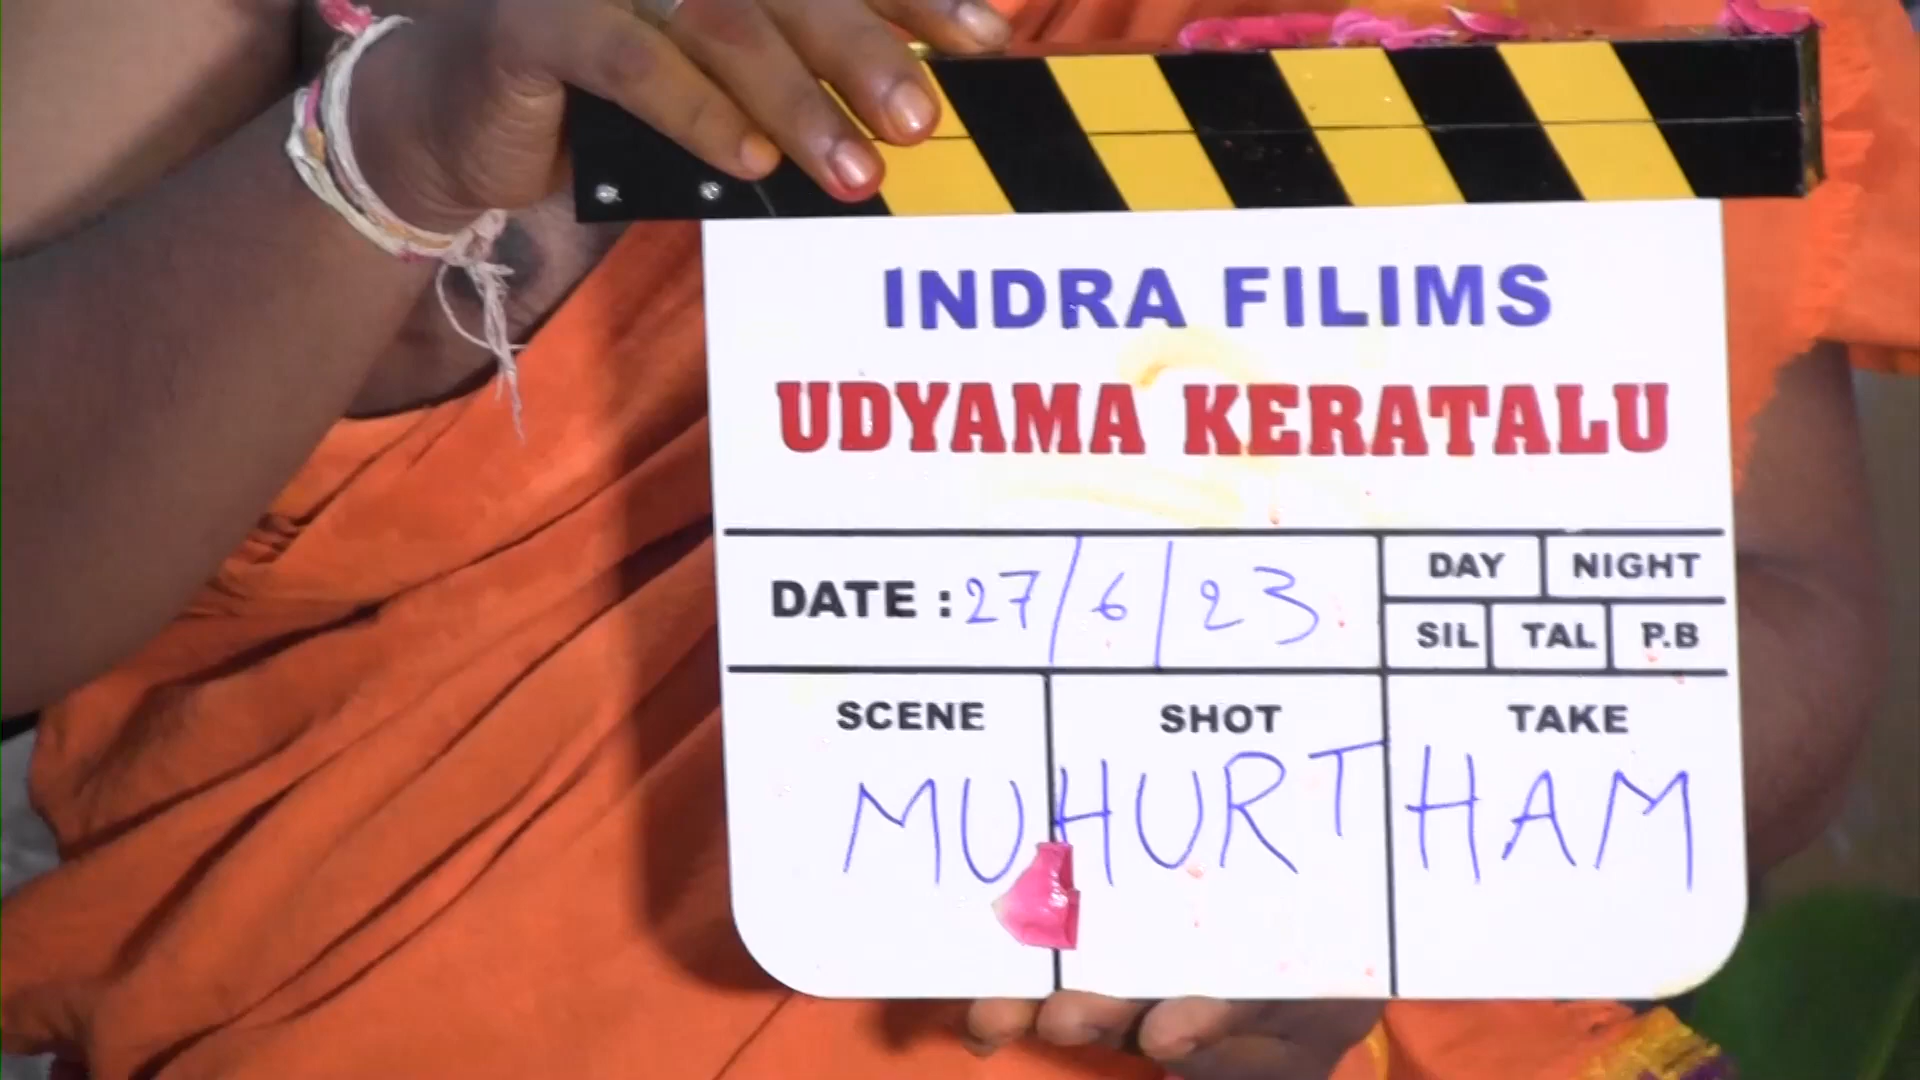 INDRA FILIMS
UDYAMA KERATALU
DATE : 27/6/23
DAY NIGHT
SIL TAL P.B
SCENE SHOT TAKE
MUHURTHAM